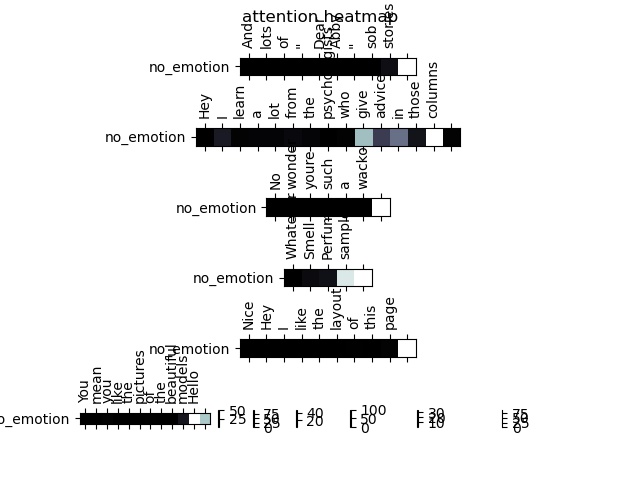 attention heatmap
And lots of " Dear Abby " sob stories
no_emotion
Hey I learn a lot from the psychologists who give advice in those columns
no_emotion
No wonder youre such a wacko
no_emotion
Whatever Smell Perfume sample
no_emotion
Nice Hey I like the layout of this page
no_emotion
You mean you like the pictures of the beautiful models Hello
no_emotion
50 75 40 100 30 75
25 50 20 50 20 50
25 0 10 25
0 0